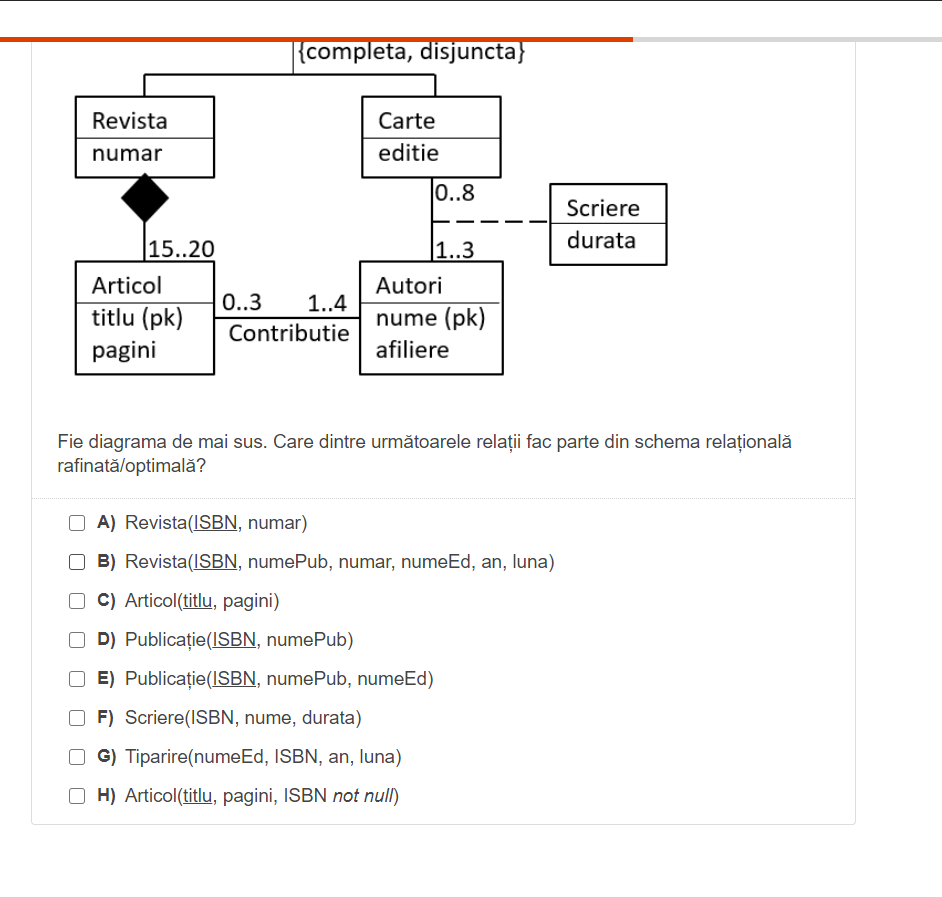 {completa, disjuncta}
Revista
numar
Carte
editie
0..8
Scriere
durata
15..20
1..3
Articol
titlu (pk)
pagini
0..3
1..4
Contributie
Autori
nume (pk)
afiliere
Fie diagrama de mai sus. Care dintre următoarele relații fac parte din schema relațională
rafinată/optimală?
A) Revista(ISBN, numar)
B) Revista(ISBN, numePub, numar, numeEd, an, luna)
C) Articol(titlu, pagini)
D) Publicație(ISBN, numePub)
E) Publicație(ISBN, numePub, numeEd)
F) Scriere(ISBN, nume, durata)
G) Tiparire(numeEd, ISBN, an, luna)
H) Articol(titlu, pagini, ISBN not null)